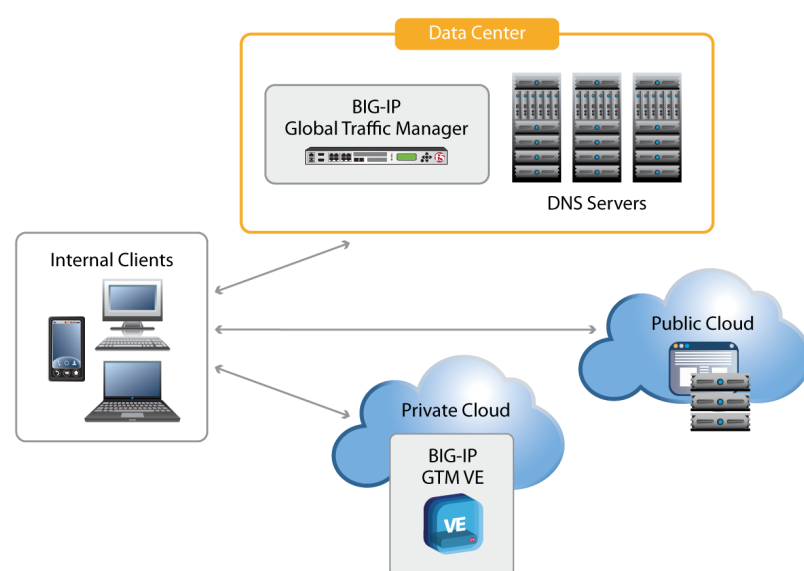 Data Center
BIG-IP
Global Traffic Manager
DNS Servers
Internal Clients
Public Cloud
Private Cloud
BIG-IP
GTM VE
VE